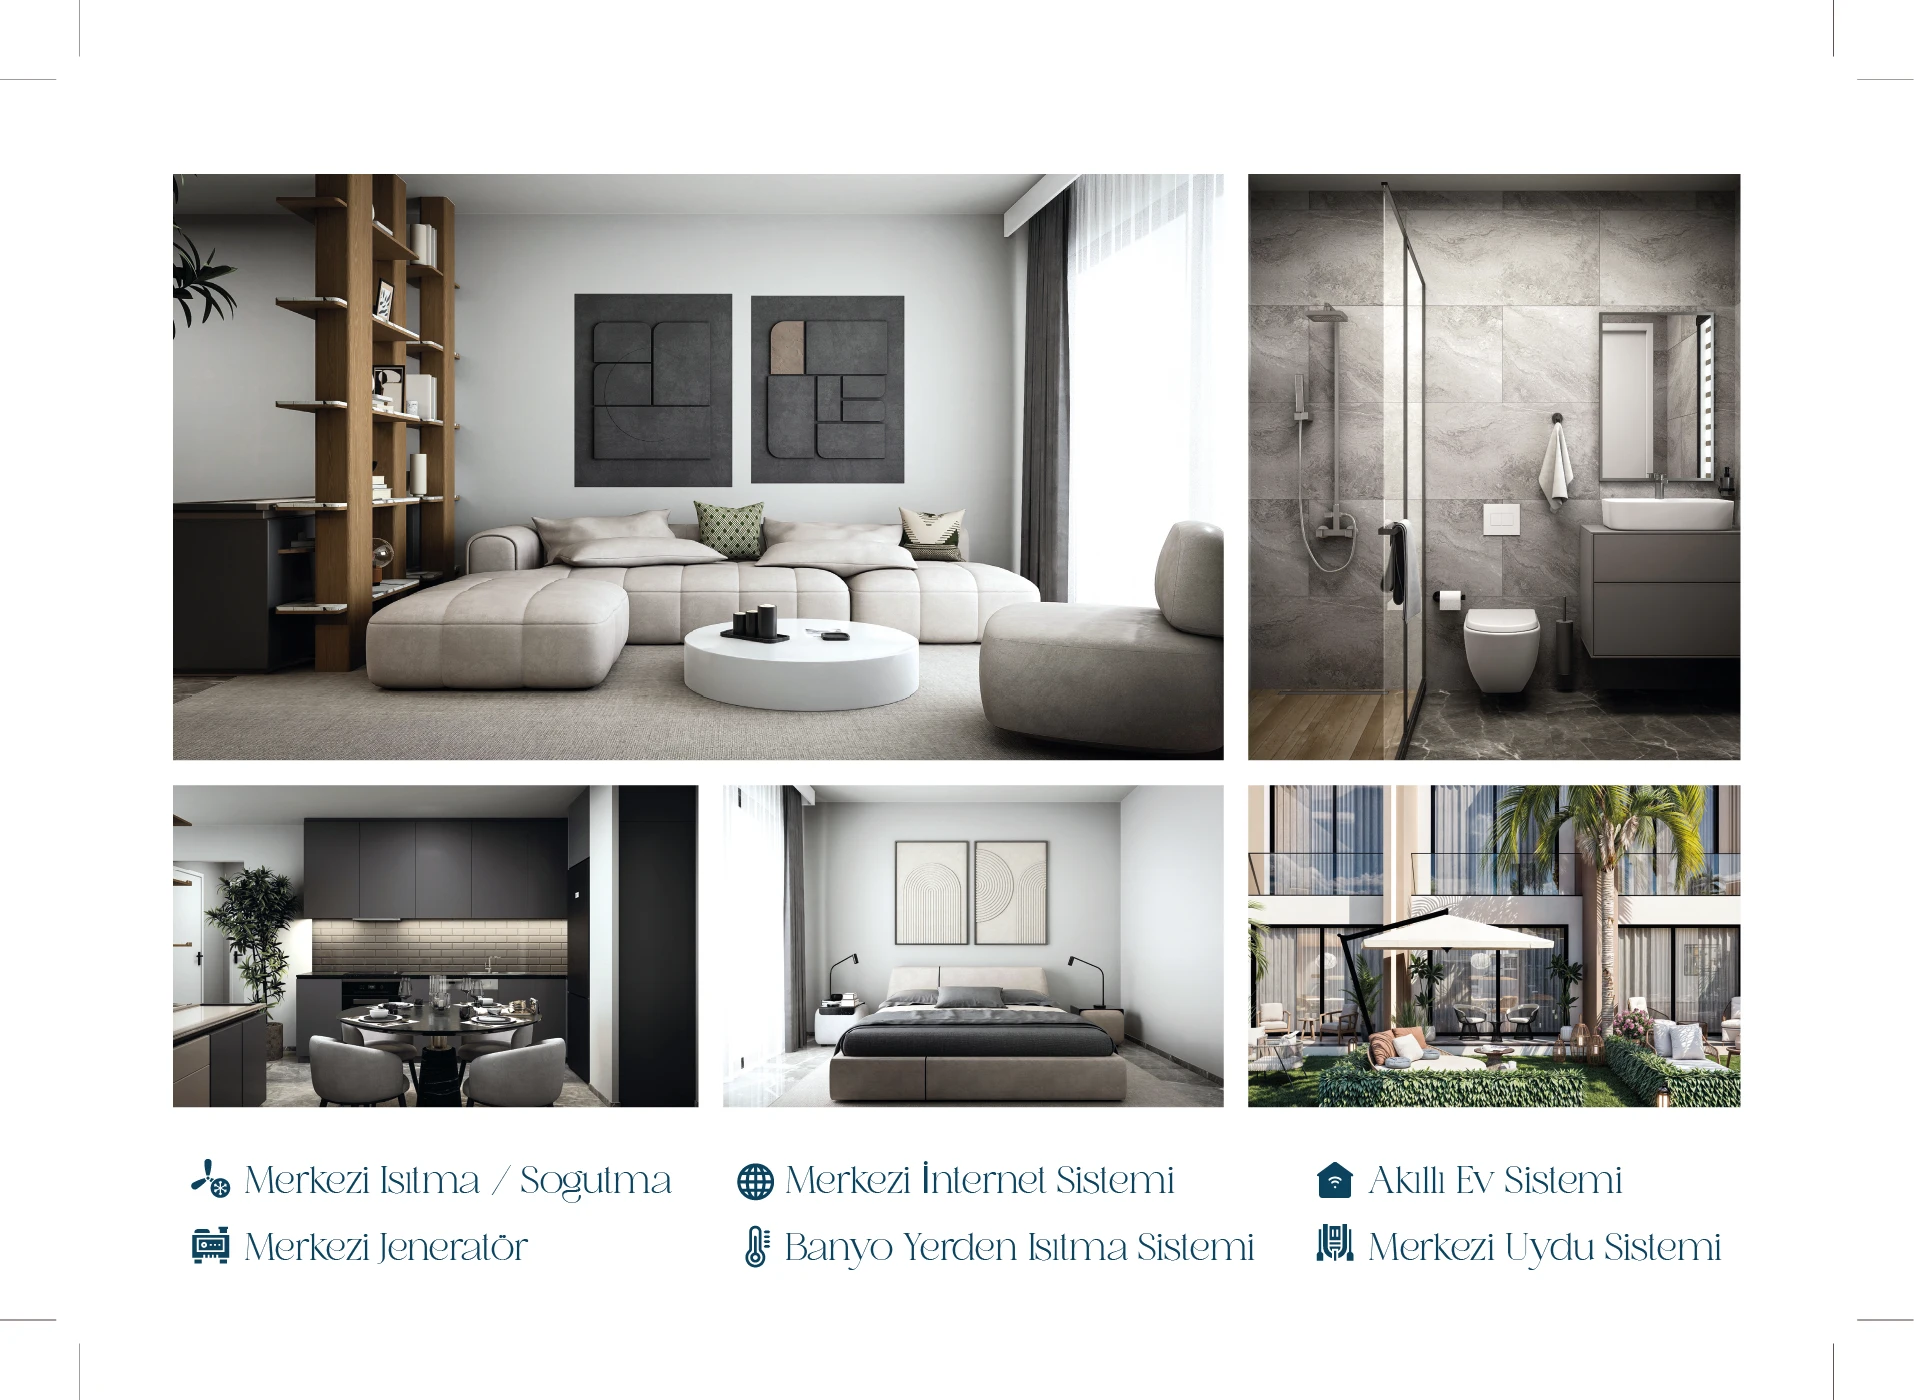 Merkezi Isıtma / Sogutma
Merkezi İnternet Sistemi
Akıllı Ev Sistemi
Merkezi Jeneratör
Banyo Yerden Isıtma Sistemi
Merkezi Uydu Sistemi